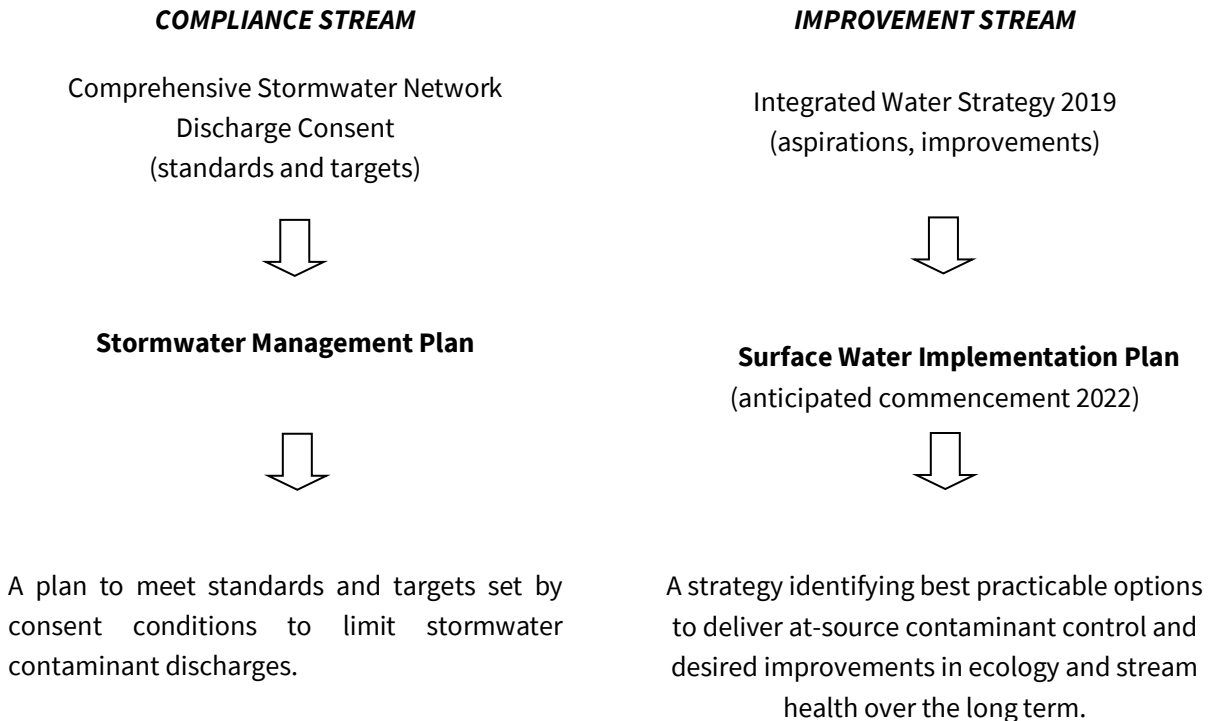 COMPLIANCE STREAM
Comprehensive Stormwater Network
Discharge Consent
(standards and targets)
Stormwater Management Plan
A plan to meet standards and targets set by
consent conditions to limit stormwater
contaminant discharges.
IMPROVEMENT STREAM
Integrated Water Strategy 2019
(aspirations, improvements)
Surface Water Implementation Plan
(anticipated commencement 2022)
A strategy identifying best practicable options
to deliver at-source contaminant control and
desired improvements in ecology and stream
health over the long term.